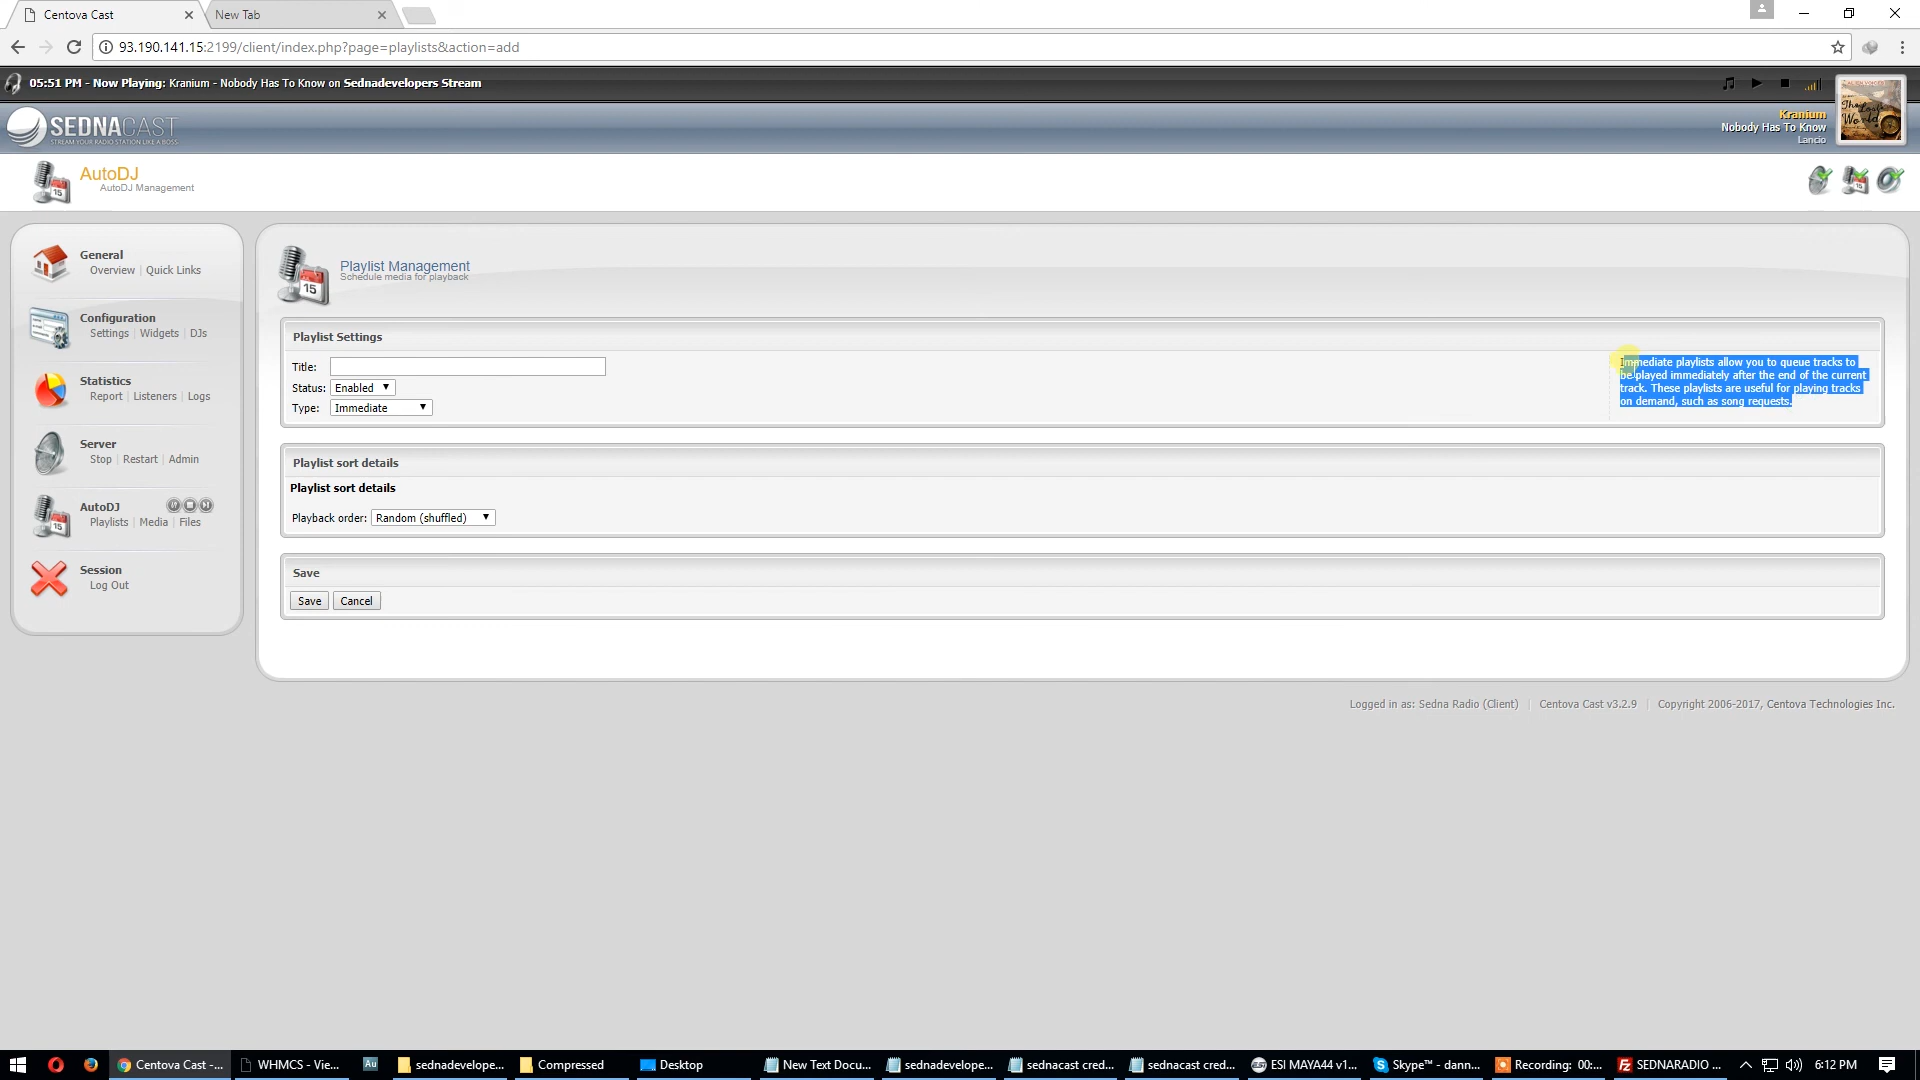 Centova Cast
New Tab
93.190.141.15:2199/client/index.php?page=playlists&action=add
05:51 PM - Now Playing: Kranium - Nobody Has To Know on Sednadevelopers Stream
SEDNACAST
STREAM YOUR RADIO STATION LIKE A BOSS
Kranium
Nobody Has To Know
Lancio
The Lost World
AutoDJ
AutoDJ Management
General
Overview | Quick Links
Configuration
Settings | Widgets | DJs
Statistics
Report | Listeners | Logs
Server
Stop | Restart | Admin
AutoDJ
Playlists | Media | Files
Session
Log Out
Playlist Management
Schedule media for playback
Playlist Settings
Title:
Status: Enabled
Type: Immediate
Immediate playlists allow you to queue tracks to
be played immediately after the end of the current
track. These playlists are useful for playing tracks
on demand, such as song requests.
Playlist sort details
Playlist sort details
Playback order: Random (shuffled)
Save
Save Cancel
Logged in as: Sedna Radio (Client) | Centova Cast v3.2.9 | Copyright 2006-2017, Centova Technologies Inc.
Centova Cast -... WHMCS - Vie... Au sednadevelope... Compressed Desktop New Text Docu... sednadevelope... sednacast cred... sednacast cred... ESI MAYA44 v1... Skype™ - dann... Recording: 00:... SEDNARADIO ... 6:12 PM